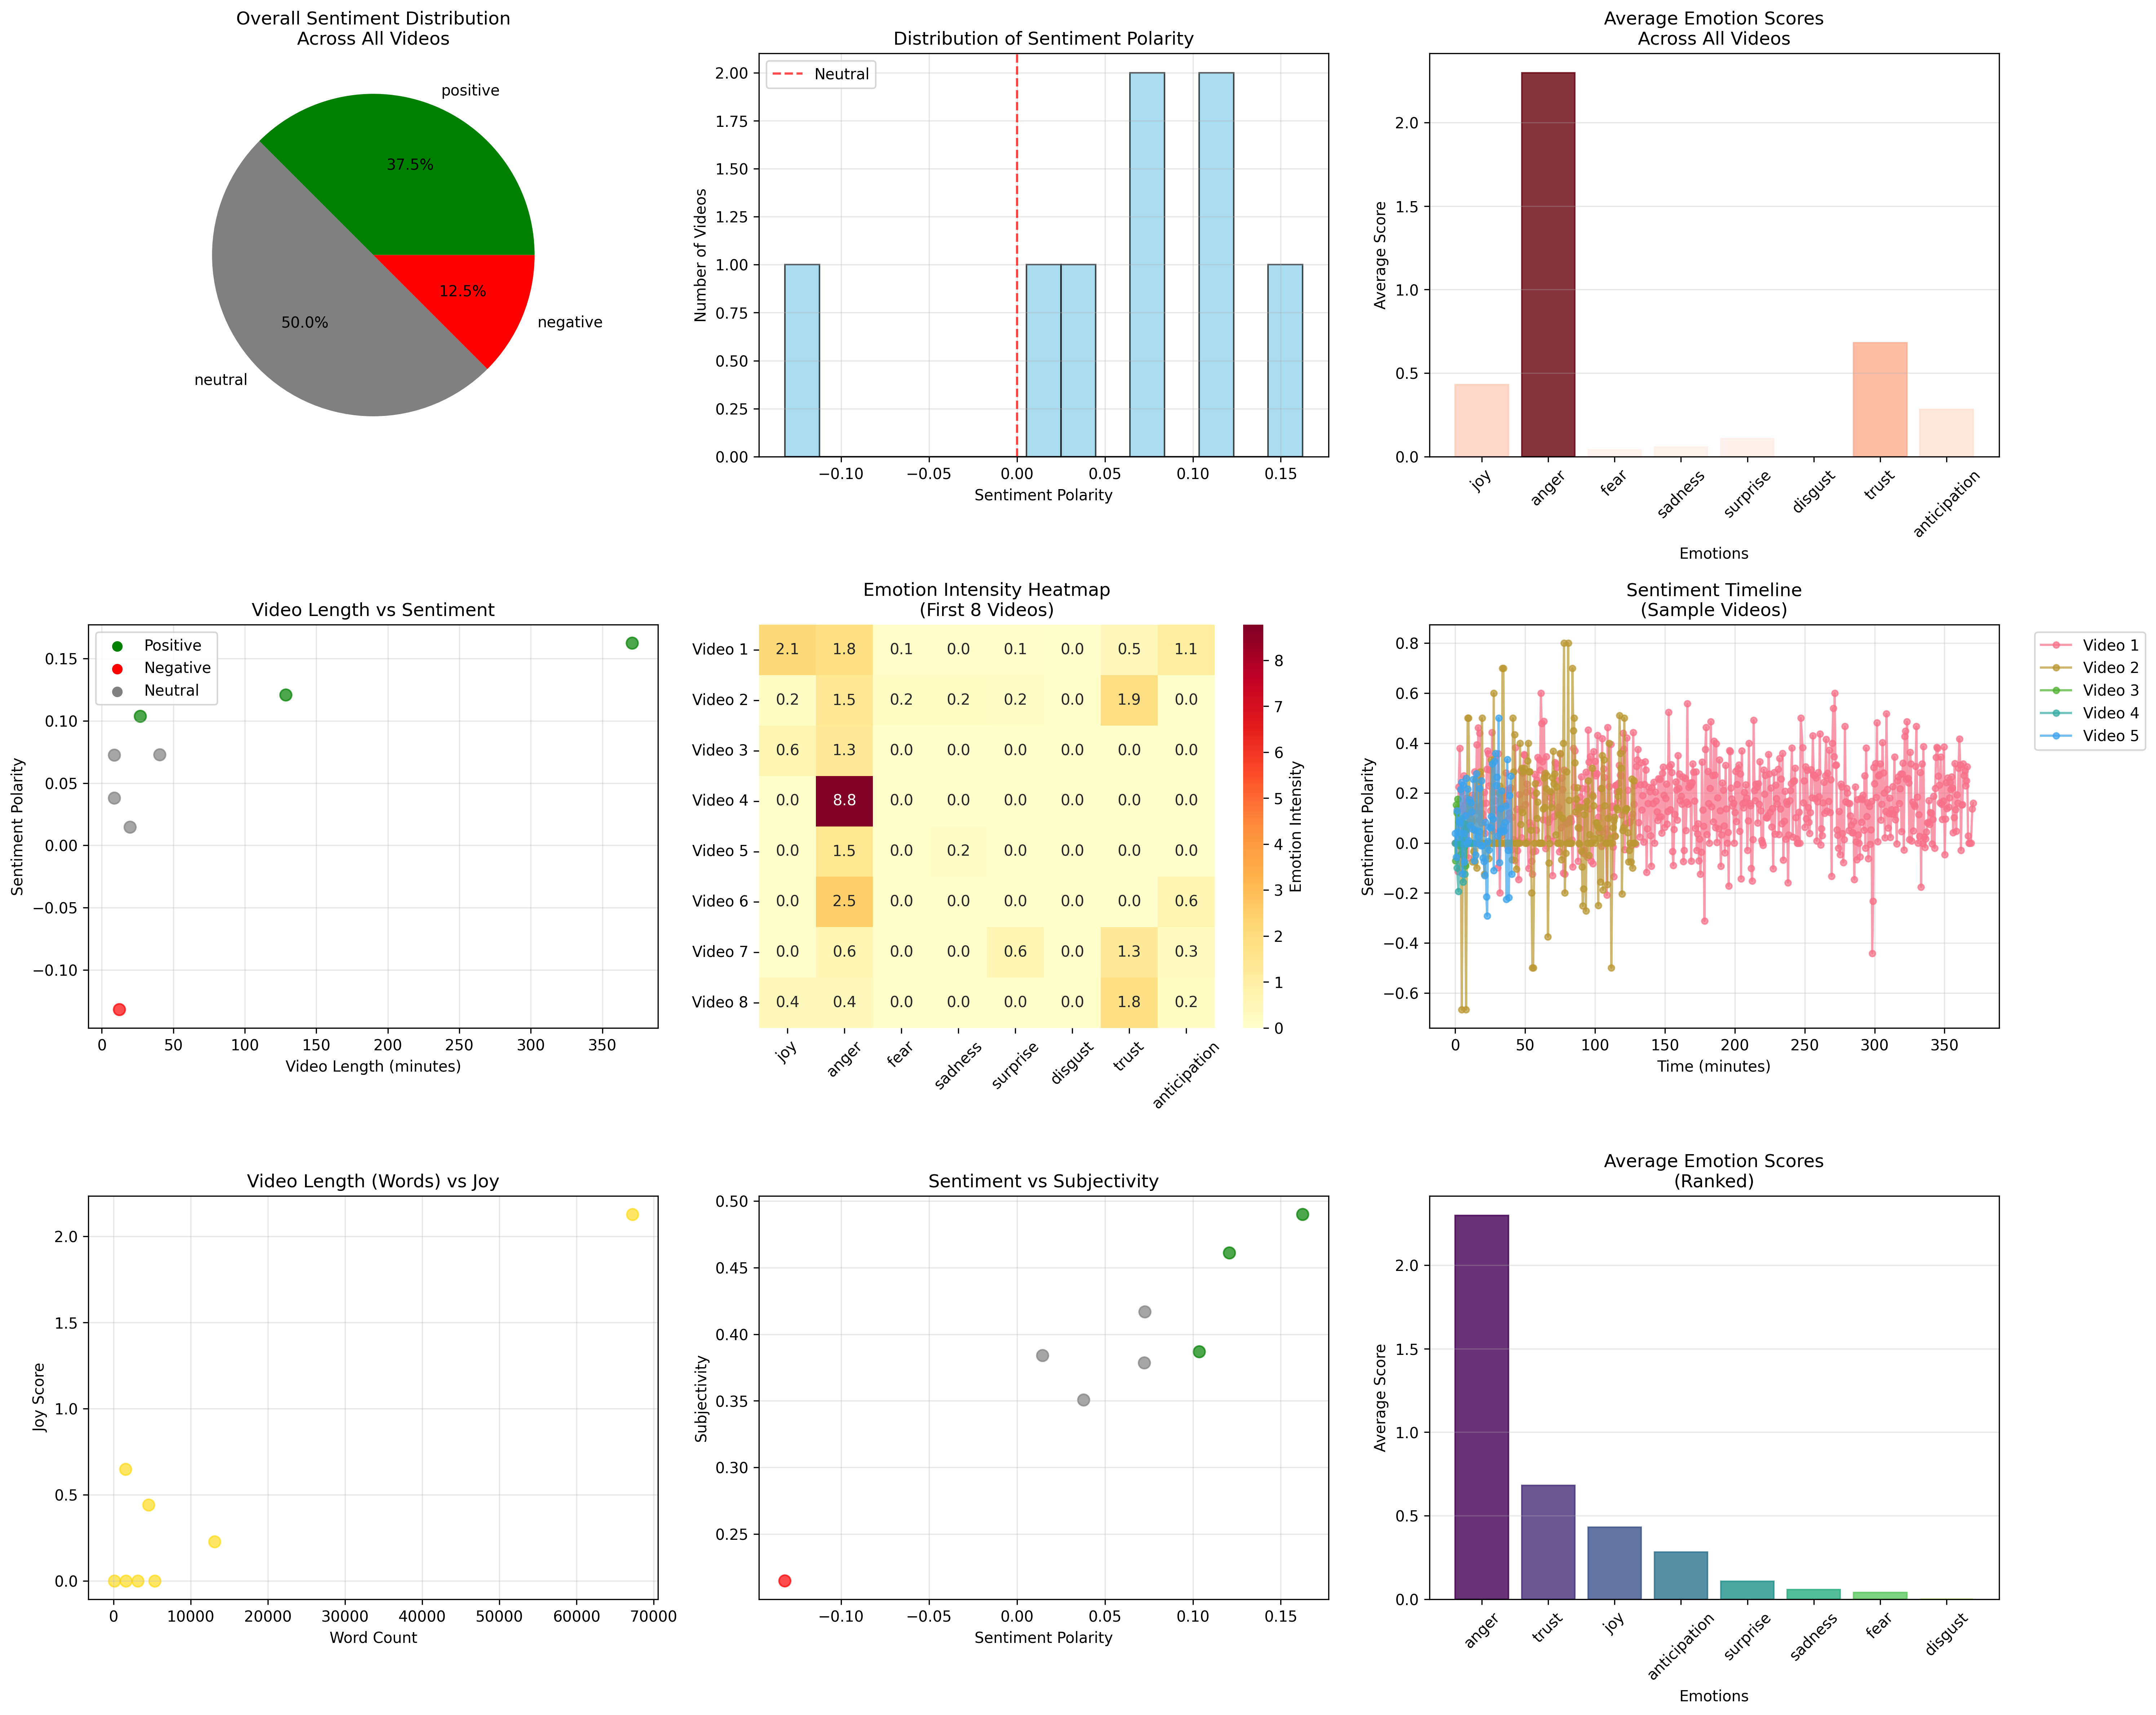 Overall Sentiment Distribution
Across All Videos
positive
37.5%
12.5%
50.0%
negative
neutral
Distribution of Sentiment Polarity
Neutral
2.00
1.75
1.50
1.25
1.00
0.75
0.50
0.25
0.00
Number of Videos
−0.10
−0.05
0.00
0.05
0.10
0.15
Sentiment Polarity
Average Emotion Scores
Across All Videos
2.0
1.5
1.0
0.5
0.0
Average Score
joy
anger
fear
sadness
surprise
disgust
trust
anticipation
Emotions
Video Length vs Sentiment
Positive
Negative
Neutral
0.15
0.10
0.05
0.00
−0.05
−0.10
Sentiment Polarity
0
50
100
150
200
250
300
350
Video Length (minutes)
Emotion Intensity Heatmap
(First 8 Videos)
Video 1 2.1 1.8 0.1 0.0 0.1 0.0 0.5 1.1
Video 2 0.2 1.5 0.2 0.2 0.2 0.0 1.9 0.0
Video 3 0.6 1.3 0.0 0.0 0.0 0.0 0.0 0.0
Video 4 0.0 8.8 0.0 0.0 0.0 0.0 0.0 0.0
Video 5 0.0 1.5 0.0 0.2 0.0 0.0 0.0 0.0
Video 6 0.0 2.5 0.0 0.0 0.0 0.0 0.0 0.6
Video 7 0.0 0.6 0.0 0.0 0.6 0.0 1.3 0.3
Video 8 0.4 0.4 0.0 0.0 0.0 0.0 1.8 0.2
joy
anger
fear
sadness
surprise
disgust
trust
anticipation
8
7
6
5
4
3
2
1
0
Emotion Intensity
Sentiment Timeline
(Sample Videos)
Video 1
Video 2
Video 3
Video 4
Video 5
0.8
0.6
0.4
0.2
0.0
−0.2
−0.4
−0.6
Sentiment Polarity
0
50
100
150
200
250
300
350
Time (minutes)
Video Length (Words) vs Joy
2.0
1.5
1.0
0.5
0.0
Joy Score
0
10000
20000
30000
40000
50000
60000
70000
Word Count
Sentiment vs Subjectivity
0.50
0.45
0.40
0.35
0.30
0.25
Subjectivity
−0.10
−0.05
0.00
0.05
0.10
0.15
Sentiment Polarity
Average Emotion Scores
(Ranked)
2.0
1.5
1.0
0.5
0.0
Average Score
anger
trust
joy
anticipation
surprise
sadness
fear
disgust
Emotions